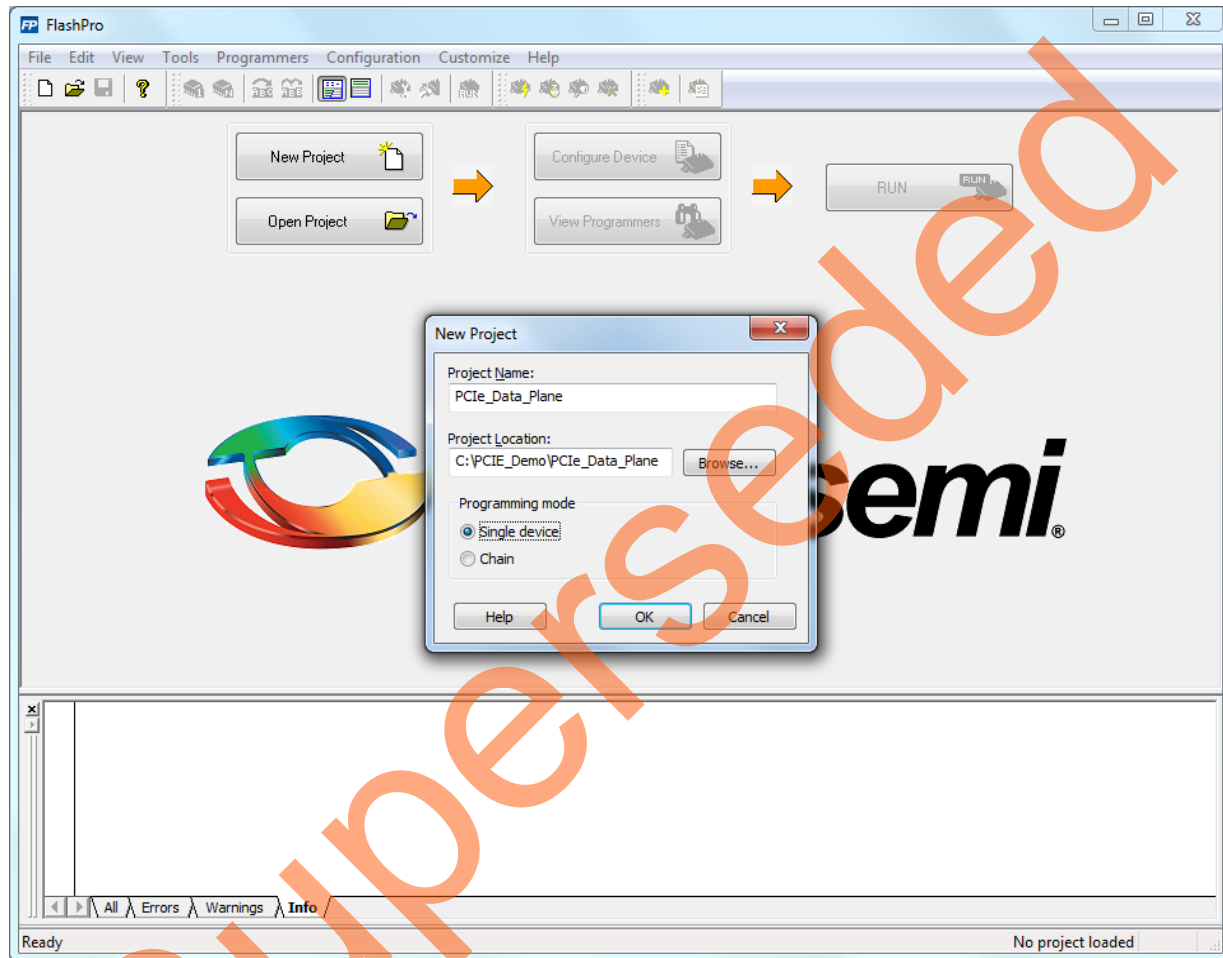 FP FlashPro
File Edit View Tools Programmers Configuration Customize Help
New Project
Configure Device
RUN
RUN
Open Project
View Programmers
New Project
Project Name:
PCIe_Data_Plane
Project Location:
C:\PCIE_Demo\PCIe_Data_Plane
Browse...
Programming mode
Single device
Chain
Help
OK
Cancel
semi
®
All
Errors
Warnings
Info
Ready
No project loaded
superseded